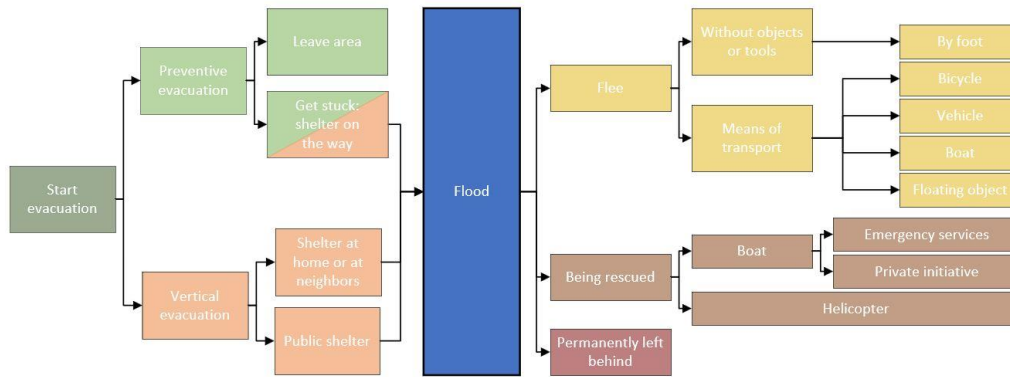 Start
evacuation
Preventive
evacuation
Leave area
Get stuck:
shelter on
the way
Vertical
evacuation
Shelter at
home or at
neighbors
Public shelter
Flood
Flee
Without objects
or tools
By foot
Means of
transport
Bicycle
Vehicle
Boat
Floating object
Being rescued
Boat
Emergency services
Private initiative
Helicopter
Permanently left
behind